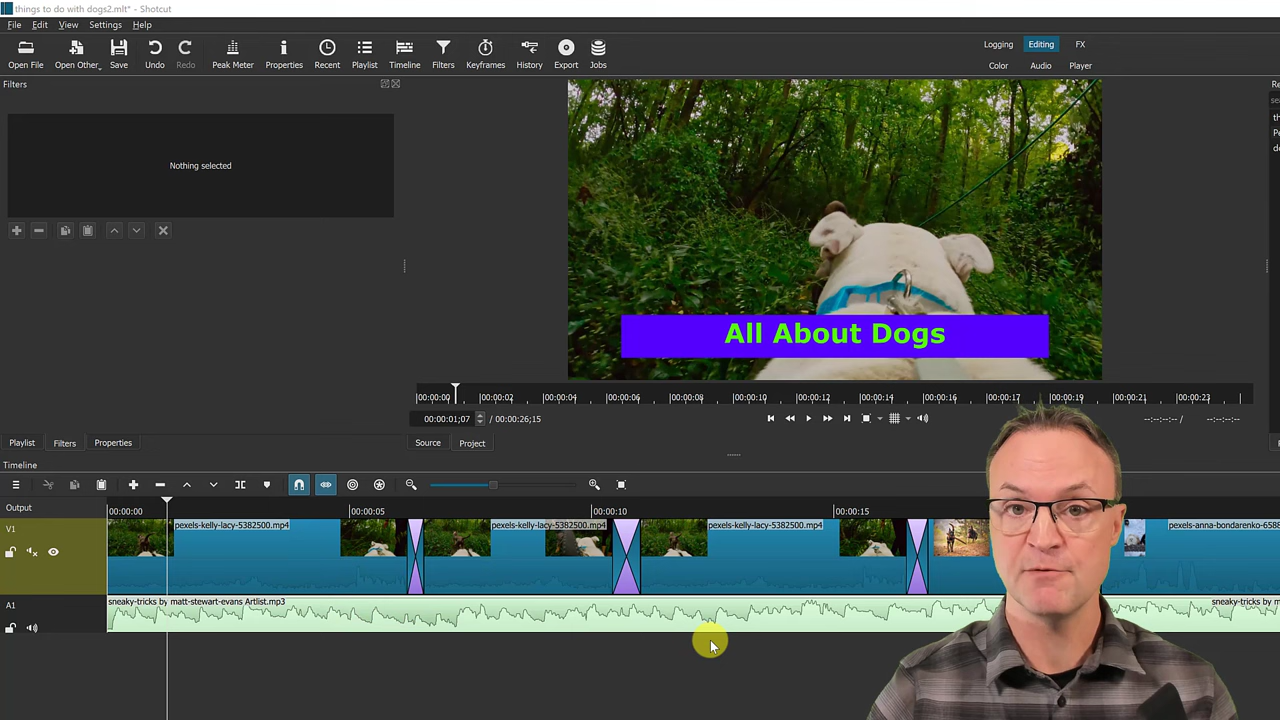 things to do with dogs2.mlt* - Shotcut
File Edit View Settings Help
Open File Open Other Save Undo Redo Peak Meter Properties Recent Playlist Timeline Filters Keyframes History Export Jobs
Logging Editing FX
Color Audio Player
Filters
Nothing selected
All About Dogs
|00:00:00 |00:00:02 |00:00:04 |00:00:06 |00:00:08 |00:00:10 |00:00:12 |00:00:14 |00:00:16 |00:00:17 |00:00:19 |00:00:21 |00:00:23
00:00:01;07 / 00:00:26;15
--:--:--;-- / --:--:--;--
Playlist Filters Properties
Source Project
Timeline
Output
00:00:00 00:00:05 00:00:10 00:00:15
V1
pexels-kelly-lacy-5382500.mp4 pexels-kelly-lacy-5382500.mp4 pexels-kelly-lacy-5382500.mp4 pexels-anna-bondarenko-658
A1
sneaky-tricks by matt-stewart-evans Artlist.mp3 sneaky-tricks by m